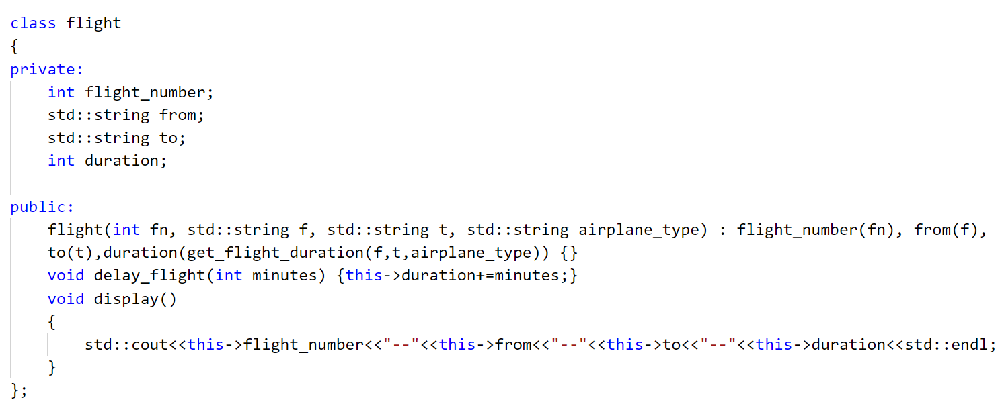 class flight
{
private:
    int flight_number;
    std::string from;
    std::string to;
    int duration;

public:
    flight(int fn, std::string f, std::string t, std::string airplane_type) : flight_number(fn), from(f),
    to(t),duration(get_flight_duration(f,t,airplane_type)) {}
    void delay_flight(int minutes) {this->duration+=minutes;}
    void display()
    {
        std::cout<<this->flight_number<<"--"<<this->from<<"--"<<this->to<<"--"<<this->duration<<std::endl;
    }
};